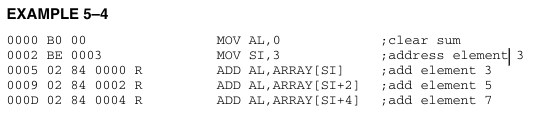 EXAMPLE 5–4
0000 B0 00 MOV AL,0 ;clear sum
0002 BE 0003 MOV SI,3 ;address element 3
0005 02 84 0000 R ADD AL,ARRAY[SI] ;add element 3
0009 02 84 0002 R ADD AL,ARRAY[SI+2] ;add element 5
000D 02 84 0004 R ADD AL,ARRAY[SI+4] ;add element 7